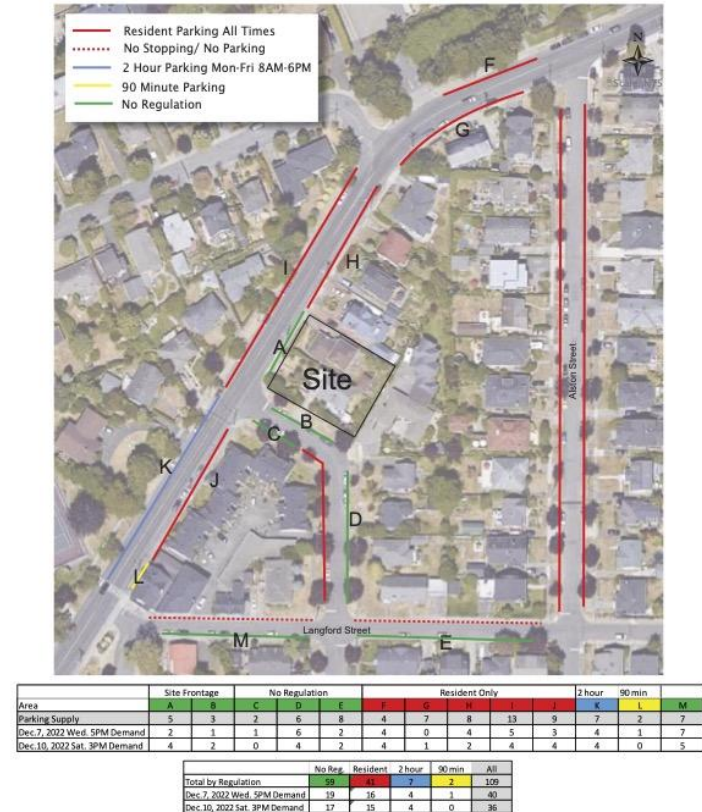 Resident Parking All Times
No Stopping/ No Parking
2 Hour Parking Mon-Fri 8AM-6PM
90 Minute Parking
No Regulation
N
F
G
I
H
A
Site
Alston Street
B
C
K
J
D
L
Langford Street
M
E
Site Frontage No Regulation Resident Only 2 hour 90 min
Area A B C D E F G H I J K L M
Parking Supply 5 3 2 6 8 4 7 8 13 9 7 2 7
Dec.7, 2022 Wed. 5PM Demand 2 1 1 6 2 4 0 4 5 3 4 1 7
Dec.10, 2022 Sat. 3PM Demand 4 2 0 4 2 4 1 2 4 4 4 0 5
No Reg. Resident 2 hour 90 min All
Total by Regulation 59 41 7 2 109
Dec.7, 2022 Wed. 5PM Demand 19 16 4 1 40
Dec.10, 2022 Sat. 3PM Demand 17 15 4 0 36